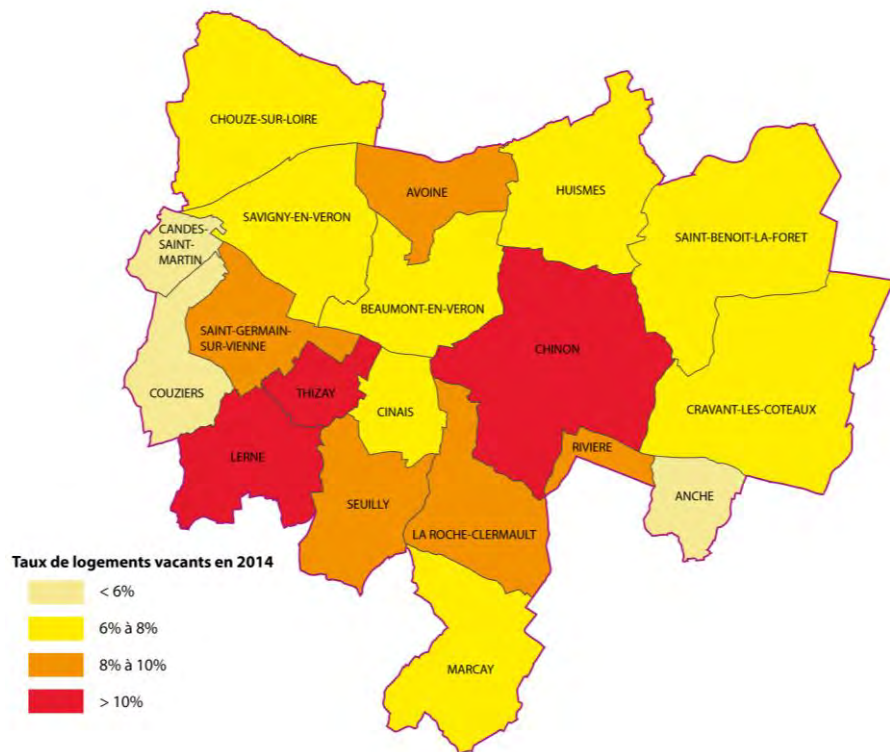 CHOUZE-SUR-LOIRE
AVOINE
HUISMES
SAVIGNY-EN-VERON
CANDES-
SAINT-
MARTIN
SAINT-BENOIT-LA-FORET
BEAUMONT-EN-VERON
SAINT-GERMAIN-
SUR-VIENNE
CHINON
COUZIERS
THIZAY
CINAIS
CRAVANT-LES-COTEAUX
LERNE
RIVIERE
ANCHE
SEUILLY
LA ROCHE-CLERMAULT
MARCAY
Taux de logements vacants en 2014
< 6%
6% à 8%
8% à 10%
> 10%